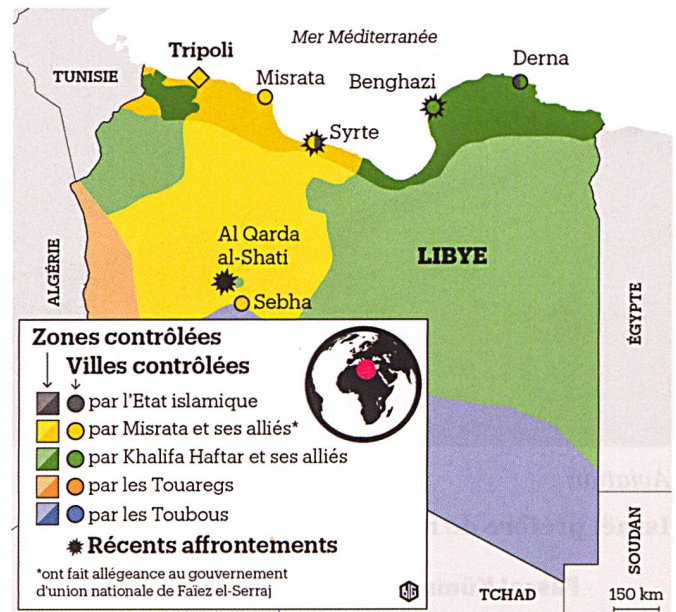 Mer Méditerranée
TUNISIE
Tripoli
Misrata
Benghazi
Derna
Syrte
Al Qarda
al-Shati
Sebha
LIBYE
ALGÉRIE
ÉGYPTE
Zones contrôlées
Villes contrôlées
par l'Etat islamique
par Misrata et ses alliés*
par Khalifa Haftar et ses alliés
par les Touaregs
par les Toubous
Récents affrontements
*ont fait allégeance au gouvernement
d'union nationale de Faïez el-Serraj
BIG
TCHAD
SOUDAN
150 km